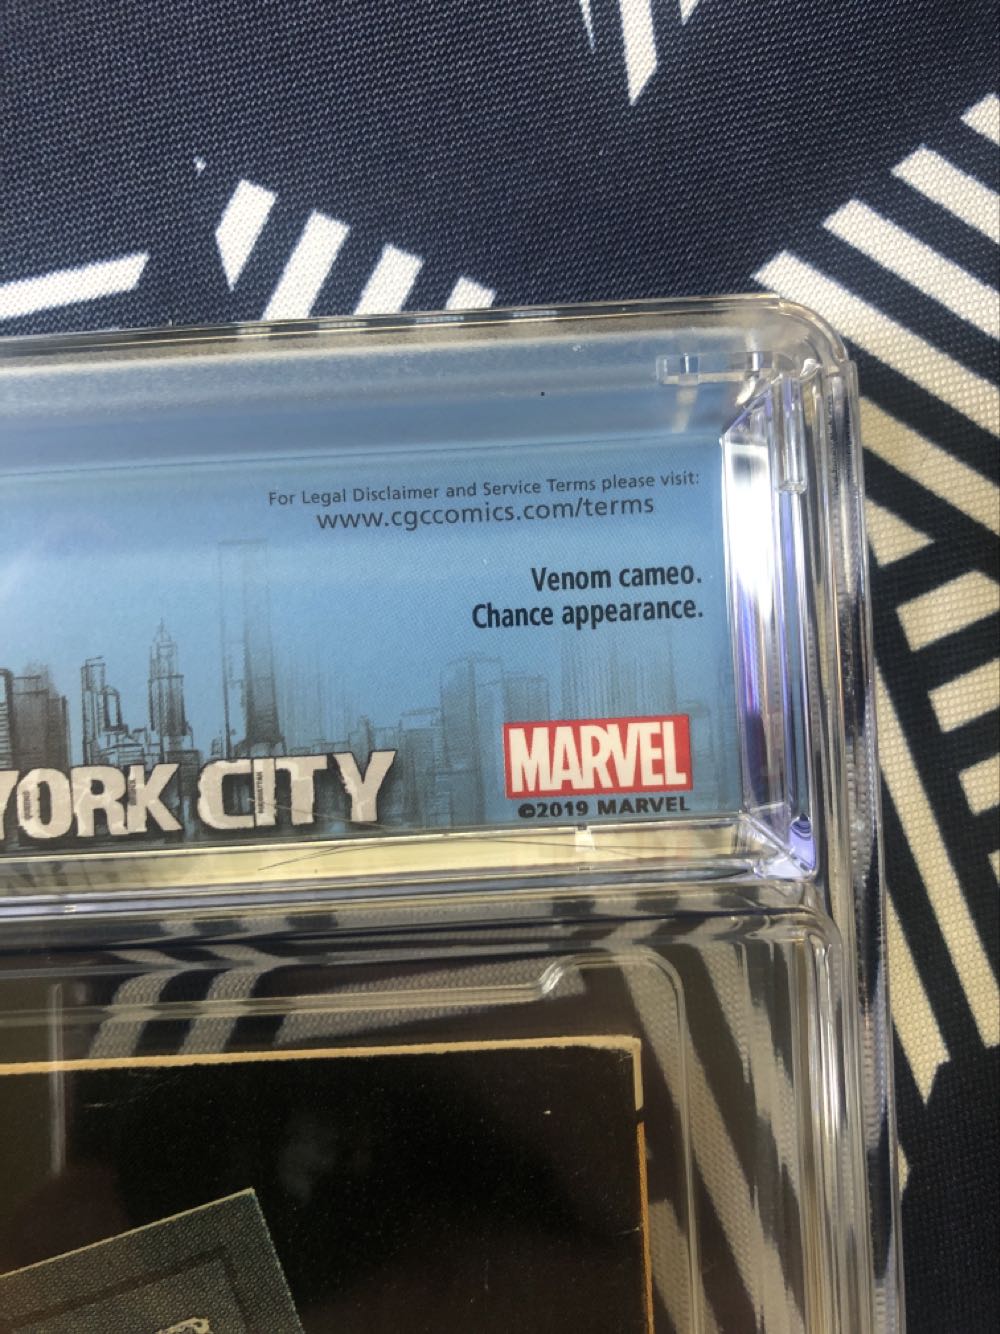 For Legal Disclaimer and Service Terms please visit:
www.cgccomics.com/terms
Venom cameo.
Chance appearance.
YORK CITY
MARVEL
©2019 MARVEL